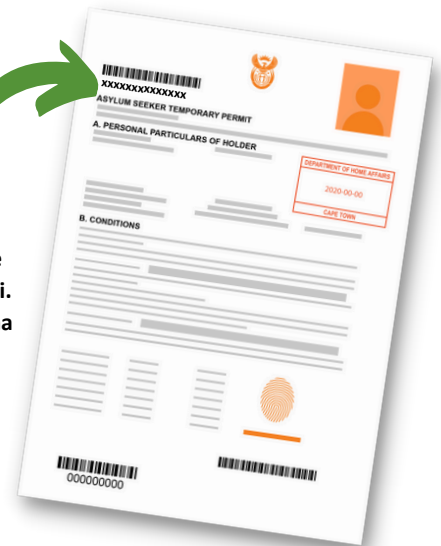 XXXXXXXXXXXXXX
ASYLUM SEEKER TEMPORARY PERMIT
A. PERSONAL PARTICULARS OF HOLDER
DEPARTMENT OF HOME AFFAIRS
2020-00-00
CAPE TOWN
B. CONDITIONS
e
i.
a
000000000